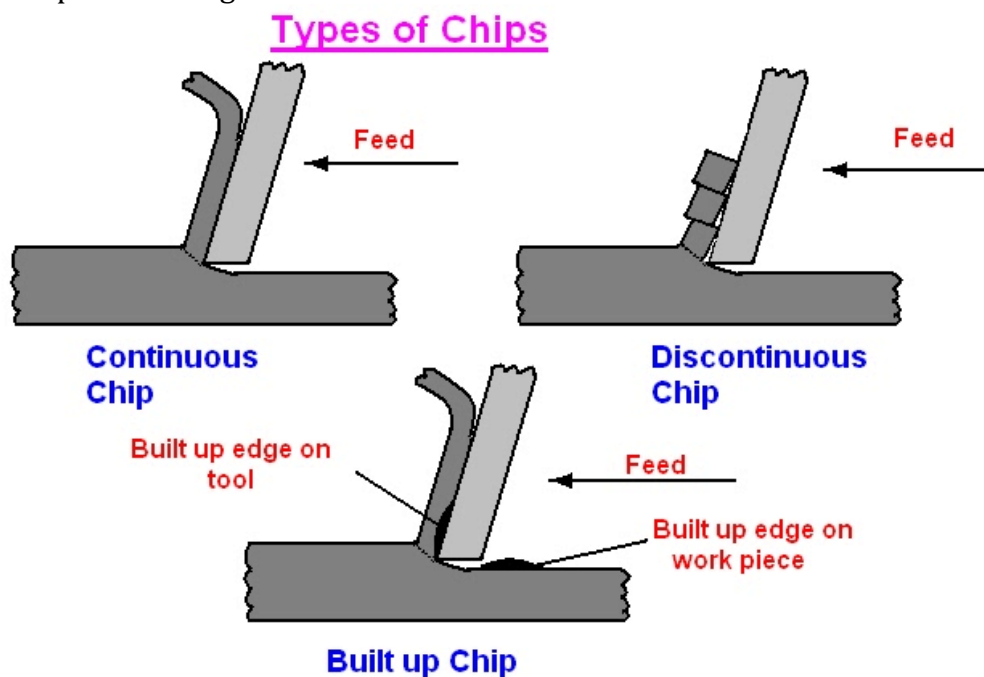 Types of Chips
Feed
Feed
Continuous
Chip
Discontinuous
Chip
Built up edge on
tool
Feed
Built up edge on
work piece
Built up Chip